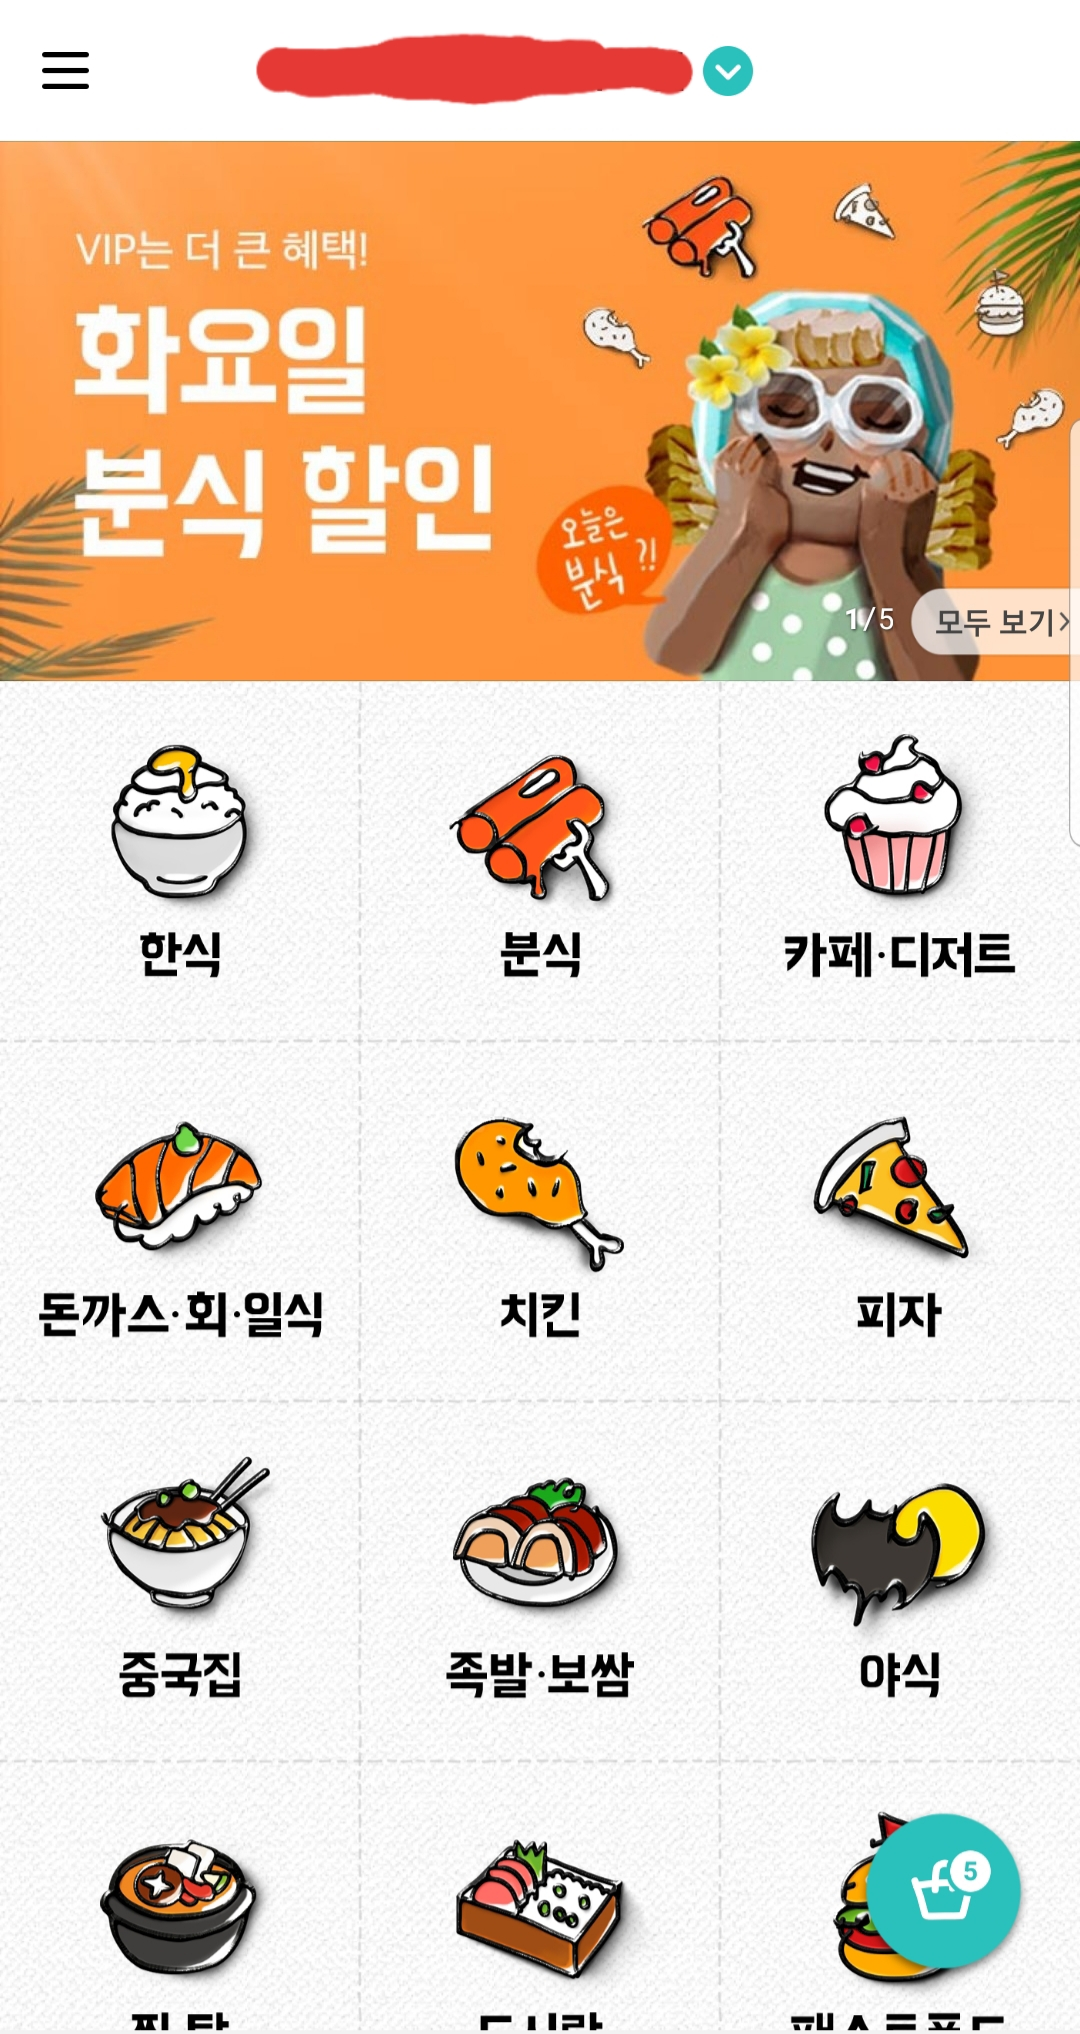 VIP는 더 큰 혜택!
화요일
분식 할인
오늘은
분식 ?!
1/5 모두 보기>
한식 분식 카페·디저트
돈까스·회·일식 치킨 피자
중국집 족발·보쌈 야식
5